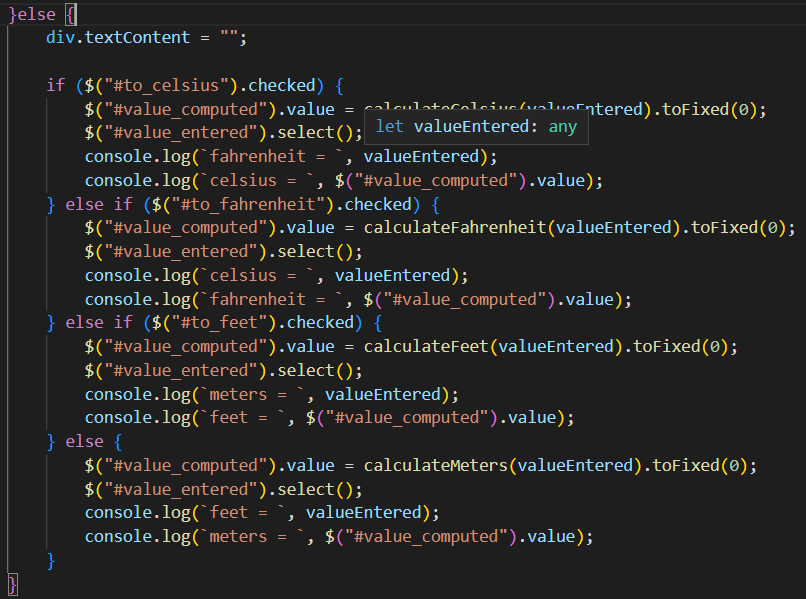 }else {
    div.textContent = "";

    if ($("#to_celsius").checked) {
        $("#value_computed").value = calculateCelsius(valueEntered).toFixed(0);
        $("#value_entered").select();
let valueEntered: any
        console.log(`fahrenheit = `, valueEntered);
        console.log(`celsius = `, $("#value_computed").value);
    } else if ($("#to_fahrenheit").checked) {
        $("#value_computed").value = calculateFahrenheit(valueEntered).toFixed(0);
        $("#value_entered").select();
        console.log(`celsius = `, valueEntered);
        console.log(`fahrenheit = `, $("#value_computed").value);
    } else if ($("#to_feet").checked) {
        $("#value_computed").value = calculateFeet(valueEntered).toFixed(0);
        $("#value_entered").select();
        console.log(`meters = `, valueEntered);
        console.log(`feet = `, $("#value_computed").value);
    } else {
        $("#value_computed").value = calculateMeters(valueEntered).toFixed(0);
        $("#value_entered").select();
        console.log(`feet = `, valueEntered);
        console.log(`meters = `, $("#value_computed").value);
    }
}